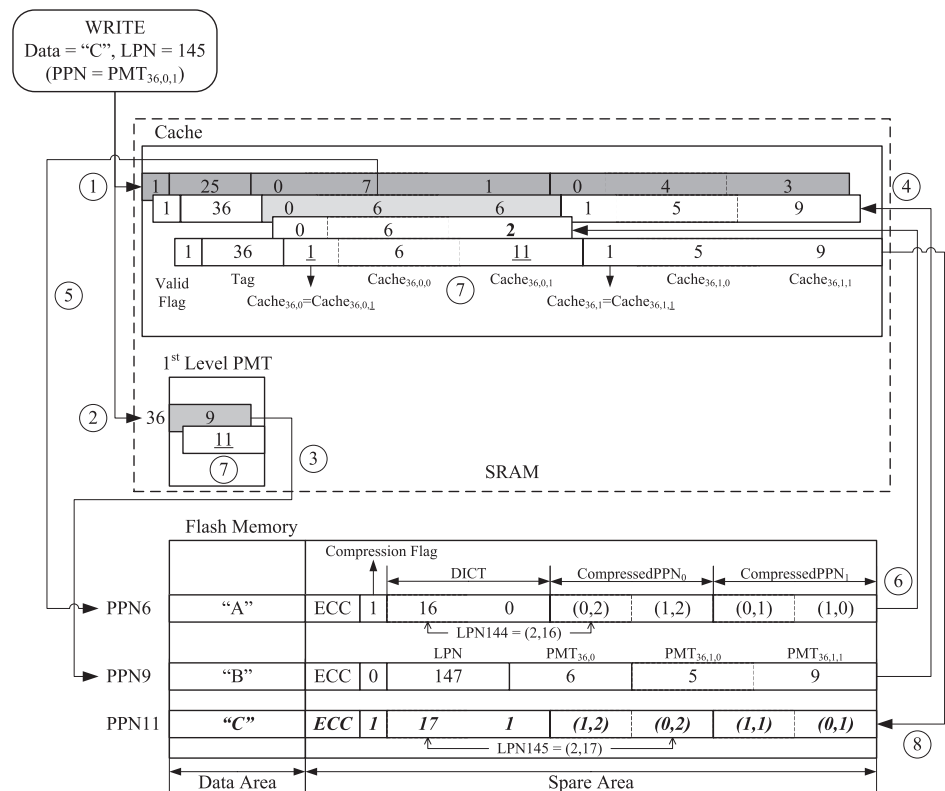 WRITE
Data = “C”, LPN = 145
(PPN = PMT36,0,1)
Cache
1 1 25 0 7 1 0 4 3 4
1 36 0 6 6 1 5 9
0 6 2
1 36 1 6 11 1 5 9
Valid Flag
Tag
Cache36,0,0
7
Cache36,0,1
Cache36,1,0
Cache36,1,1
Cache36,0=Cache36,0,1
Cache36,1=Cache36,1,1
5
1st Level PMT
2 36 9
11
7
3
SRAM
Flash Memory
Compression Flag
DICT
CompressedPPN0
CompressedPPN1
6
PPN6 “A” ECC 1 16 0 (0,2) (1,2) (0,1) (1,0)
LPN144 = (2,16)
LPN PMT36,0 PMT36,1,0 PMT36,1,1
PPN9 “B” ECC 0 147 6 5 9
PPN11 “C” ECC 1 17 1 (1,2) (0,2) (1,1) (0,1)
8
LPN145 = (2,17)
Data Area
Spare Area